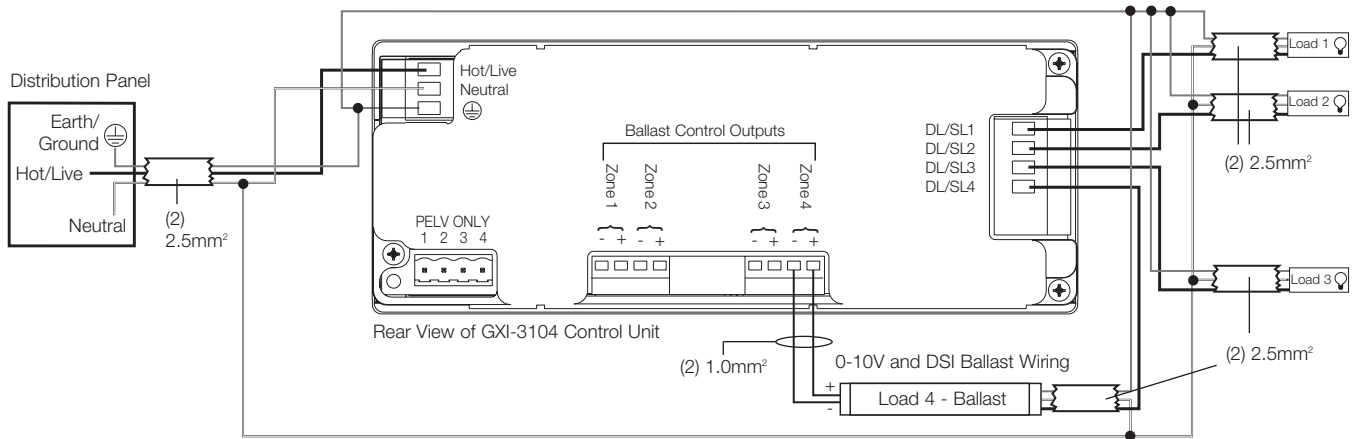 Distribution Panel
Earth/
Ground
Hot/Live
Neutral
(2)
2.5mm²
Hot/Live
Neutral
PELV ONLY
1 2 3 4
Ballast Control Outputs
Zone 1
Zone 2
Zone 3
Zone 4
- + - +
- + - +
DL/SL1
DL/SL2
DL/SL3
DL/SL4
Load 1
Load 2
(2) 2.5mm²
Load 3
(2) 2.5mm²
Rear View of GXI-3104 Control Unit
(2) 1.0mm²
0-10V and DSI Ballast Wiring
+
-
Load 4 - Ballast